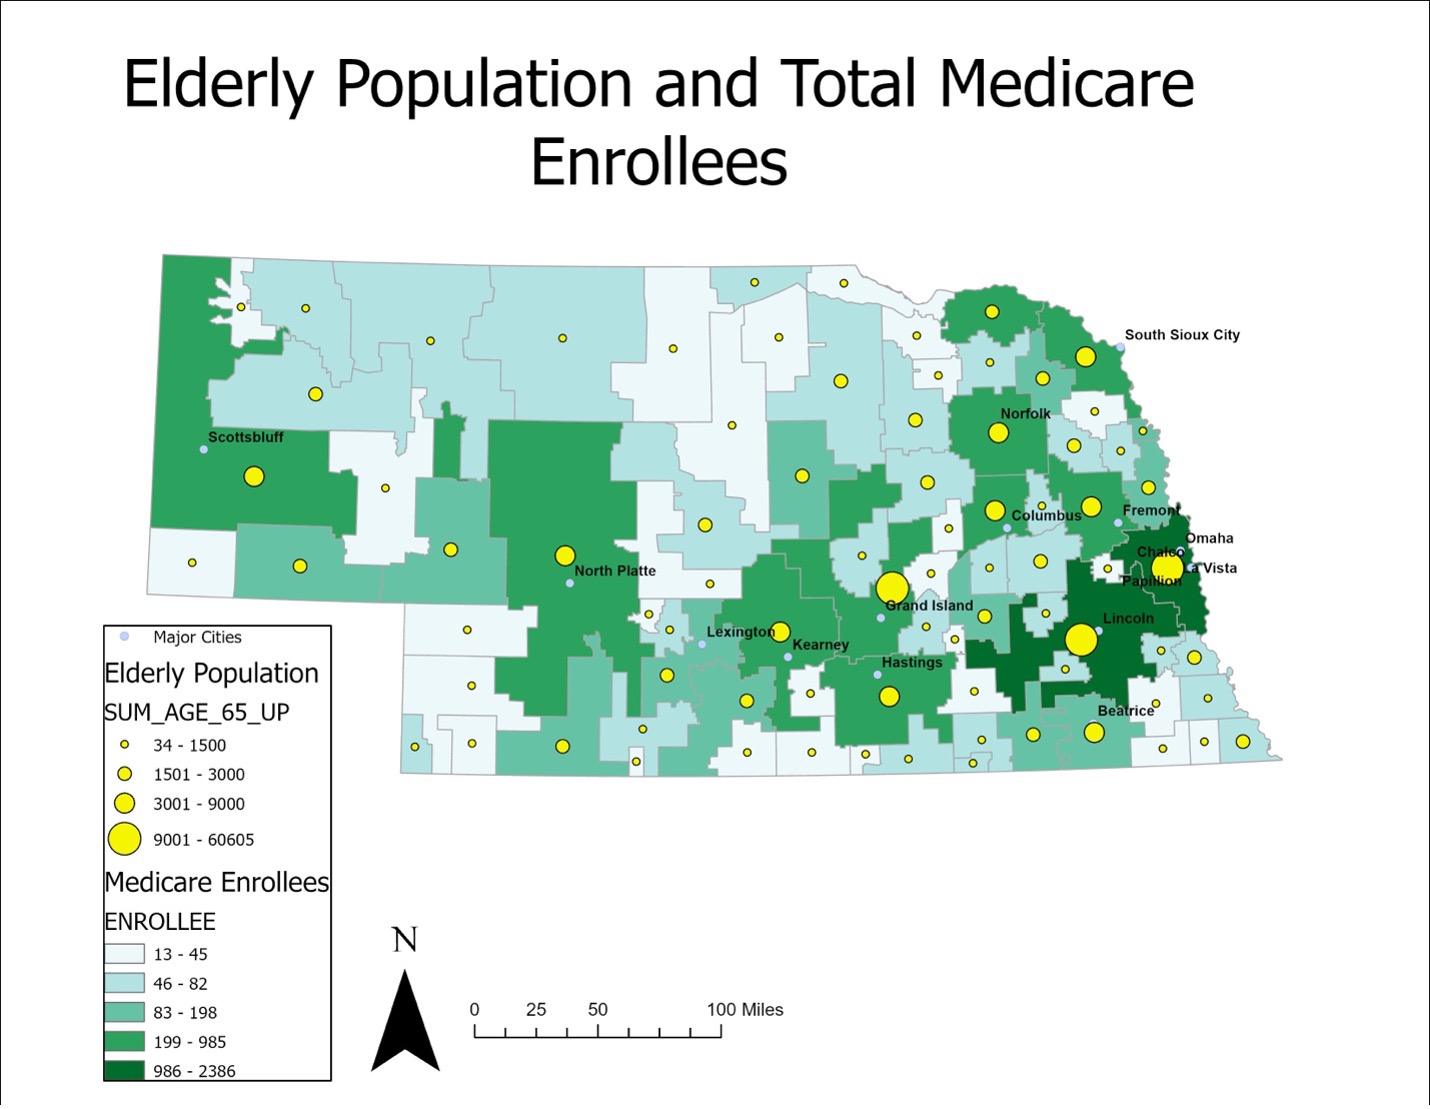 Elderly Population and Total Medicare
Enrollees
South Sioux City
Norfolk
Scottsbluff
Columbus
Fremont
Omaha
Chalco
La Vista
Papillion
North Platte
Grand Island
Lincoln
Lexington
Kearney
Hastings
Beatrice
Major Cities
Elderly Population
SUM_AGE_65_UP
34 - 1500
1501 - 3000
3001 - 9000
9001 - 60605
Medicare Enrollees
ENROLLEE
13 - 45
46 - 82
83 - 198
199 - 985
986 - 2386
N
0 25 50 100 Miles